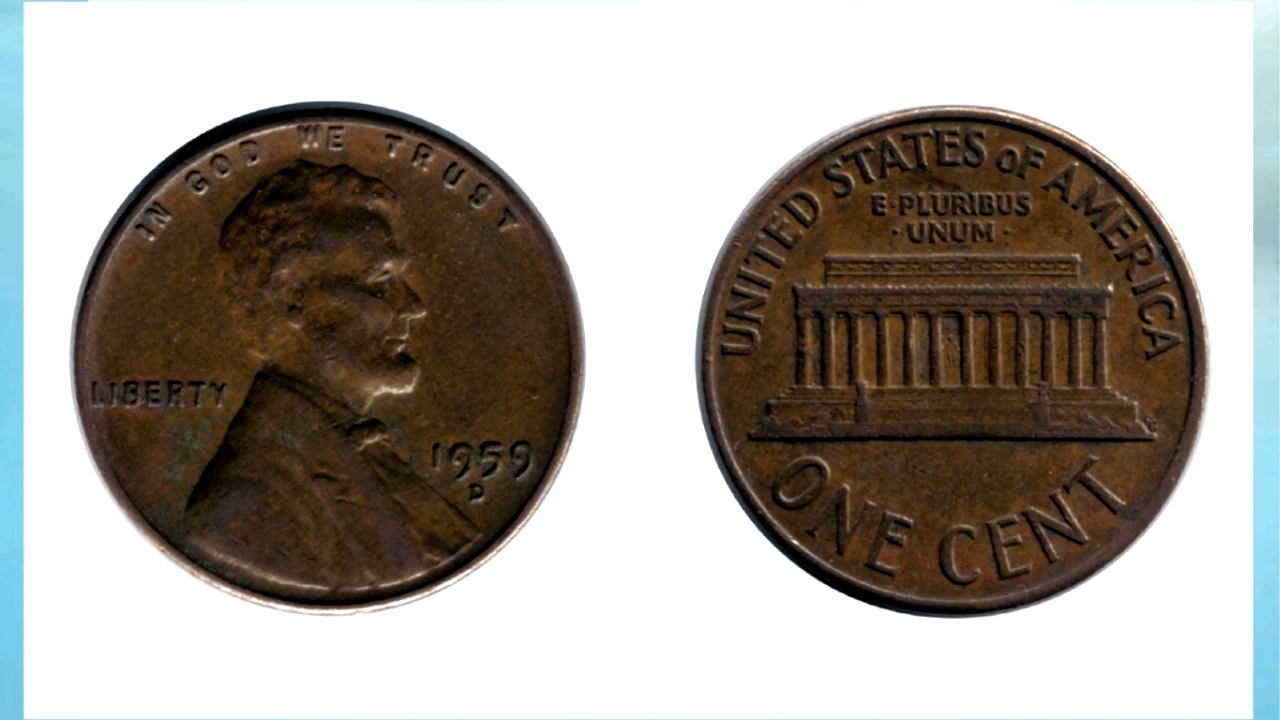 IN GOD WE TRUST
LIBERTY
1959
D
UNITED STATES OF AMERICA
E·PLURIBUS
·UNUM·
ONE CENT